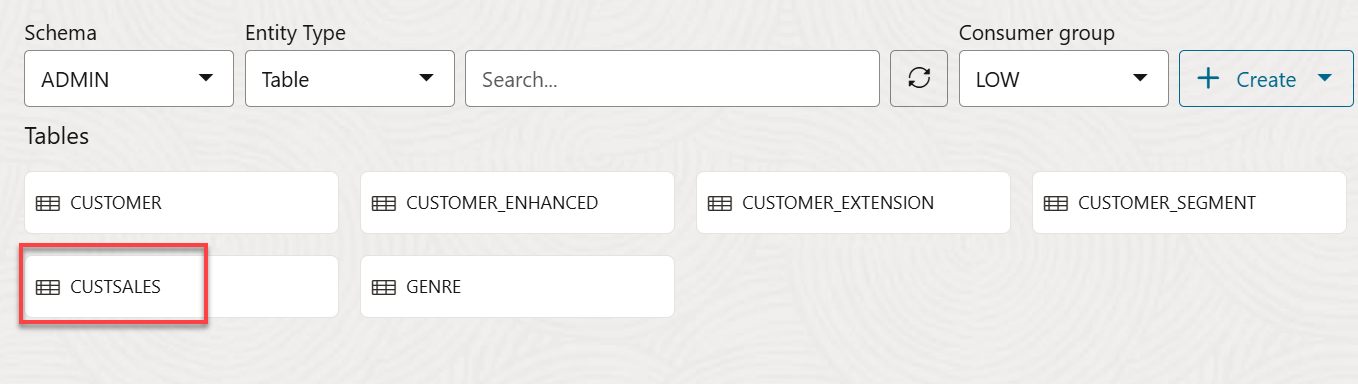 Schema Entity Type Consumer group
ADMIN Table Search... LOW Create
Tables
CUSTOMER CUSTOMER_ENHANCED CUSTOMER_EXTENSION CUSTOMER_SEGMENT
CUSTSALES GENRE